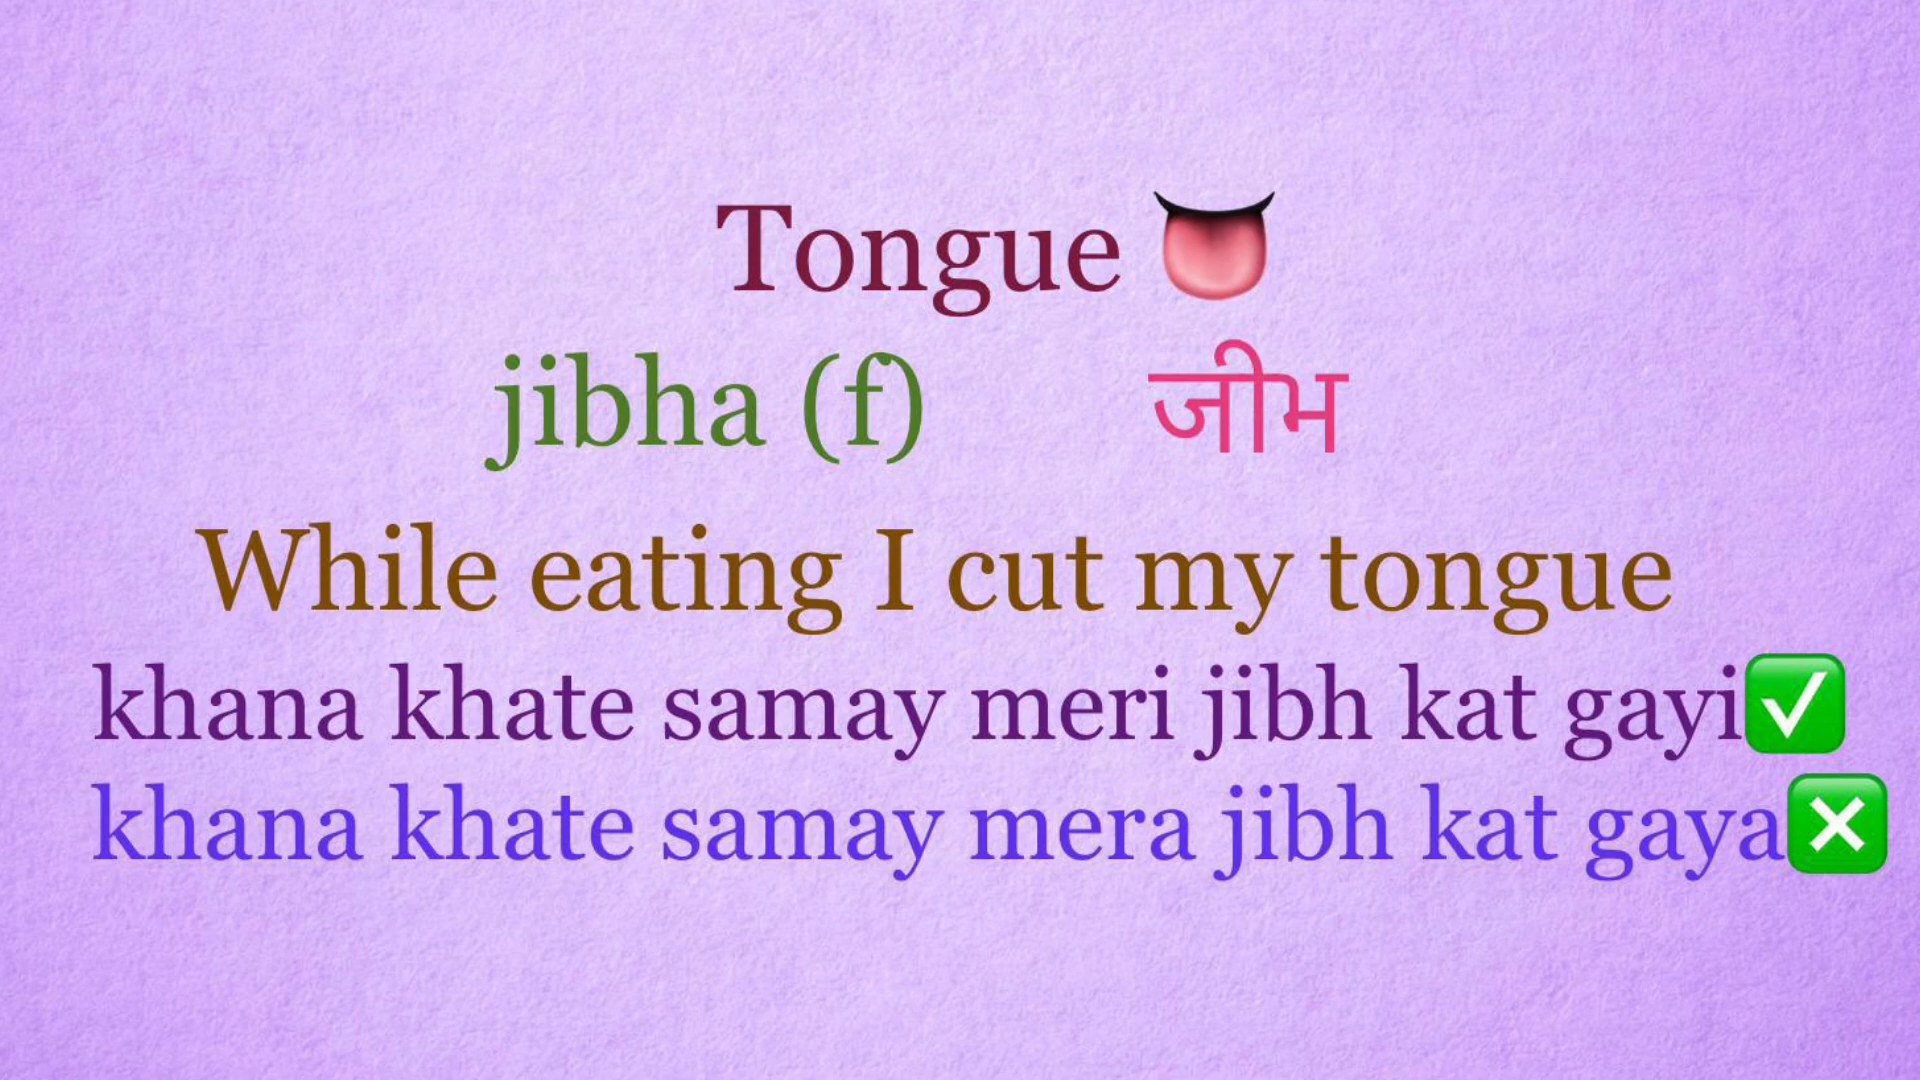 Tongue 👅
jibha (f) जीभ
While eating I cut my tongue
khana khate samay meri jibh kat gayi✅
khana khate samay mera jibh kat gaya❎